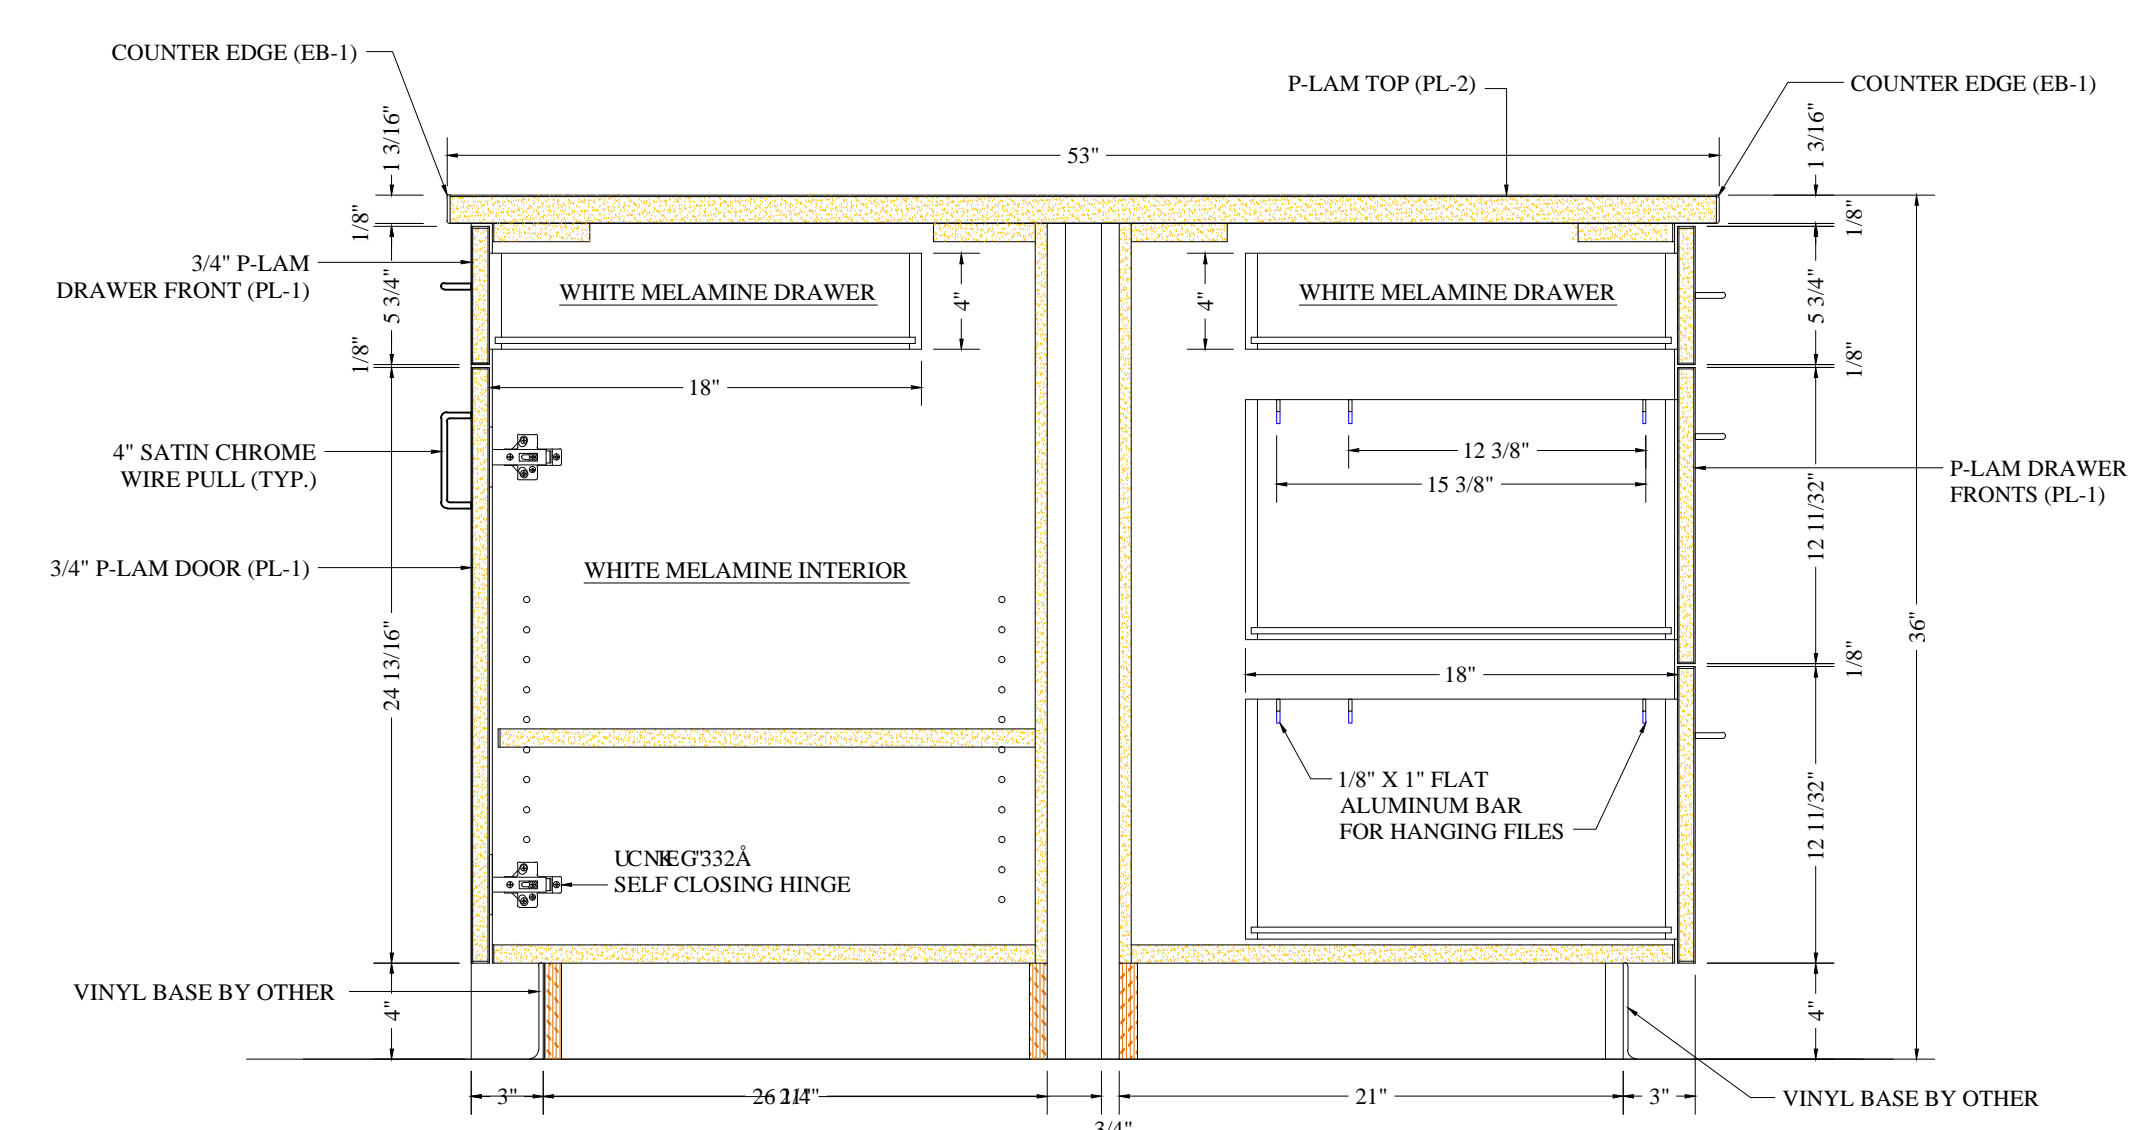 COUNTER EDGE (EB-1)
P-LAM TOP (PL-2)
COUNTER EDGE (EB-1)
1 3/16"
53"
1 3/16"
1/8"
1/8"
3/4" P-LAM
DRAWER FRONT (PL-1)
5 3/4"
WHITE MELAMINE DRAWER
4"
4"
WHITE MELAMINE DRAWER
5 3/4"
1/8"
1/8"
18"
4" SATIN CHROME
WIRE PULL (TYP.)
12 3/8"
15 3/8"
P-LAM DRAWER
FRONTS (PL-1)
12 11/32"
3/4" P-LAM DOOR (PL-1)
WHITE MELAMINE INTERIOR
24 13/16"
36"
1/8"
18"
1/8" X 1" FLAT
ALUMINUM BAR
FOR HANGING FILES
12 11/32"
UCNKEG"332Å
SELF CLOSING HINGE
VINYL BASE BY OTHER
4"
4"
3"
21"
3"
VINYL BASE BY OTHER
3/4"